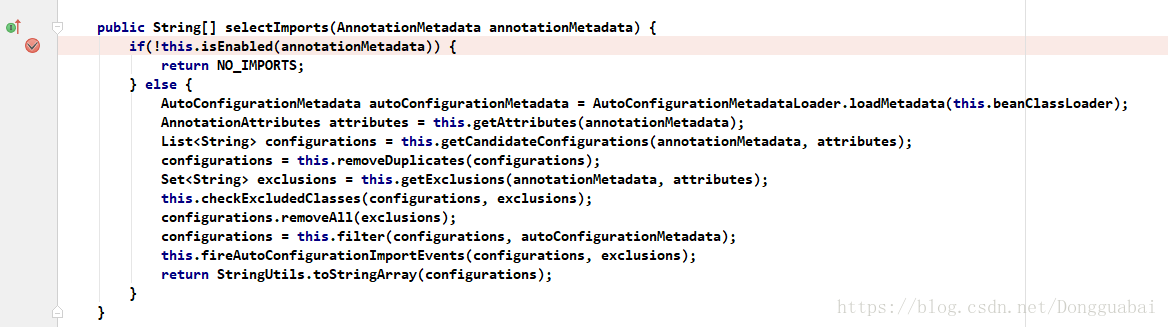 public String[] selectImports(AnnotationMetadata annotationMetadata) {
if(!this.isEnabled(annotationMetadata)) {
return NO_IMPORTS;
} else {
AutoConfigurationMetadata autoConfigurationMetadata = AutoConfigurationMetadataLoader.loadMetadata(this.beanClassLoader);
AnnotationAttributes attributes = this.getAttributes(annotationMetadata);
List<String> configurations = this.getCandidateConfigurations(annotationMetadata, attributes);
configurations = this.removeDuplicates(configurations);
Set<String> exclusions = this.getExclusions(annotationMetadata, attributes);
this.checkExcludedClasses(configurations, exclusions);
configurations.removeAll(exclusions);
configurations = this.filter(configurations, autoConfigurationMetadata);
this.fireAutoConfigurationImportEvents(configurations, exclusions);
return StringUtils.toStringArray(configurations);
}
}
https://blog.csdn.net/Dongguabai